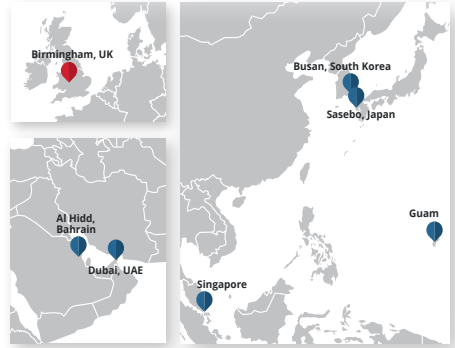 Birmingham, UK
Al Hidd,
Bahrain
Dubai, UAE
Busan, South Korea
Sasebo, Japan
Guam
Singapore